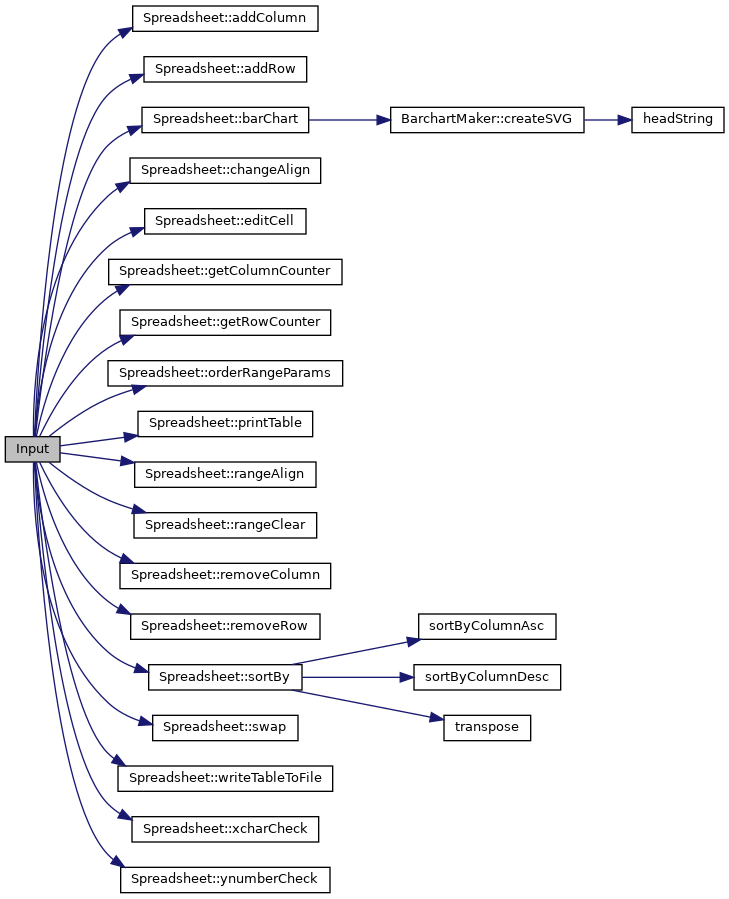 Spreadsheet::addColumn
Spreadsheet::addRow
Spreadsheet::barChart
BarchartMaker::createSVG
headString
Spreadsheet::changeAlign
Spreadsheet::editCell
Spreadsheet::getColumnCounter
Spreadsheet::getRowCounter
Spreadsheet::orderRangeParams
Spreadsheet::printTable
Input
Spreadsheet::rangeAlign
Spreadsheet::rangeClear
Spreadsheet::removeColumn
Spreadsheet::removeRow
Spreadsheet::sortBy
sortByColumnAsc
sortByColumnDesc
transpose
Spreadsheet::swap
Spreadsheet::writeTableToFile
Spreadsheet::xcharCheck
Spreadsheet::ynumberCheck